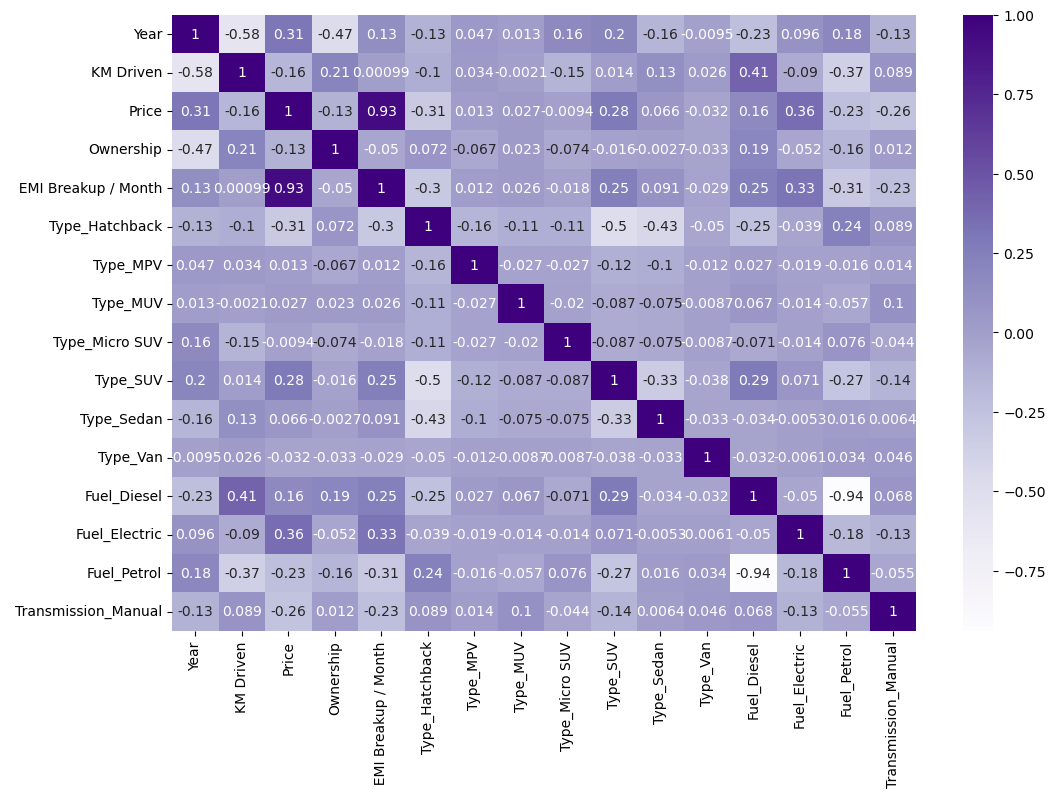 Year 1 -0.58 0.31 -0.47 0.13 -0.13 0.047 0.013 0.16 0.2 -0.16 -0.0095 -0.23 0.096 0.18 -0.13
KM Driven -0.58 1 -0.16 0.21 0.00099 -0.1 0.034 -0.0021 -0.15 0.014 0.13 0.026 0.41 -0.09 -0.37 0.089
Price 0.31 -0.16 1 -0.13 0.93 -0.31 0.013 0.027 -0.0094 0.28 0.066 -0.032 0.16 0.36 -0.23 -0.26
Ownership -0.47 0.21 -0.13 1 -0.05 0.072 -0.067 0.023 -0.074 -0.016 -0.0027 -0.033 0.19 -0.052 -0.16 0.012
EMI Breakup / Month 0.13 0.00099 0.93 -0.05 1 -0.3 0.012 0.026 -0.018 0.25 0.091 -0.029 0.25 0.33 -0.31 -0.23
Type_Hatchback -0.13 -0.1 -0.31 0.072 -0.3 1 -0.16 -0.11 -0.11 -0.5 -0.43 -0.05 -0.25 -0.039 0.24 0.089
Type_MPV 0.047 0.034 0.013 -0.067 0.012 -0.16 1 -0.027 -0.027 -0.12 -0.1 -0.012 0.027 -0.019 -0.016 0.014
Type_MUV 0.013 -0.0021 0.027 0.023 0.026 -0.11 -0.027 1 -0.02 -0.087 -0.075 -0.0087 0.067 -0.014 -0.057 0.1
Type_Micro SUV 0.16 -0.15 -0.0094 -0.074 -0.018 -0.11 -0.027 -0.02 1 -0.087 -0.075 -0.0087 -0.071 -0.014 0.076 -0.044
Type_SUV 0.2 0.014 0.28 -0.016 0.25 -0.5 -0.12 -0.087 -0.087 1 -0.33 -0.038 0.29 0.071 -0.27 -0.14
Type_Sedan -0.16 0.13 0.066 -0.0027 0.091 -0.43 -0.1 -0.075 -0.075 -0.33 1 -0.033 -0.034 -0.0053 0.016 0.0064
Type_Van -0.0095 0.026 -0.032 -0.033 -0.029 -0.05 -0.012 -0.0087 -0.0087 -0.038 -0.033 1 -0.032 -0.0061 0.034 0.046
Fuel_Diesel -0.23 0.41 0.16 0.19 0.25 -0.25 0.027 0.067 -0.071 0.29 -0.034 -0.032 1 -0.05 -0.94 0.068
Fuel_Electric 0.096 -0.09 0.36 -0.052 0.33 -0.039 -0.019 -0.014 -0.014 0.071 -0.0053 -0.0061 -0.05 1 -0.18 -0.13
Fuel_Petrol 0.18 -0.37 -0.23 -0.16 -0.31 0.24 -0.016 -0.057 0.076 -0.27 0.016 0.034 -0.94 -0.18 1 -0.055
Transmission_Manual -0.13 0.089 -0.26 0.012 -0.23 0.089 0.014 0.1 -0.044 -0.14 0.0064 0.046 0.068 -0.13 -0.055 1
Year
KM Driven
Price
Ownership
EMI Breakup / Month
Type_Hatchback
Type_MPV
Type_MUV
Type_Micro SUV
Type_SUV
Type_Sedan
Type_Van
Fuel_Diesel
Fuel_Electric
Fuel_Petrol
Transmission_Manual
1.00
0.75
0.50
0.25
0.00
−0.25
−0.50
−0.75